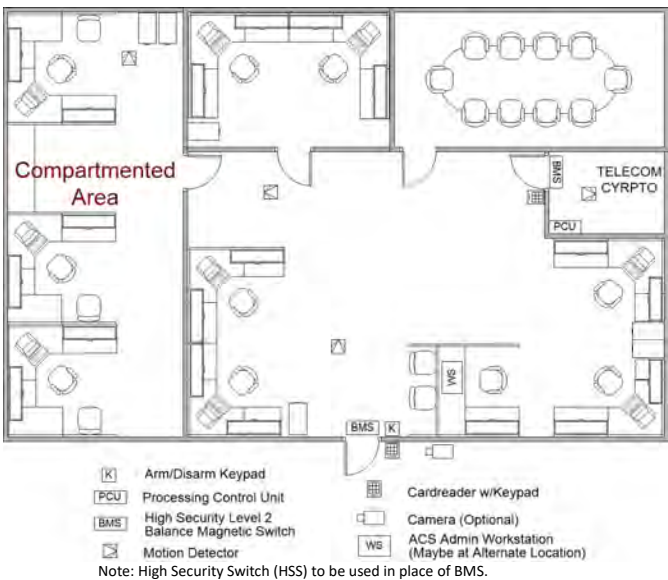 Compartmented
Area
BMS
TELECOM
CYRPTO
PCU
WS
BMS
K
K Arm/Disarm Keypad
PCU Processing Control Unit
BMS High Security Level 2
Balance Magnetic Switch
Motion Detector
Cardreader w/Keypad
Camera (Optional)
WS ACS Admin Workstation
(Maybe at Alternate Location)
Note: High Security Switch (HSS) to be used in place of BMS.